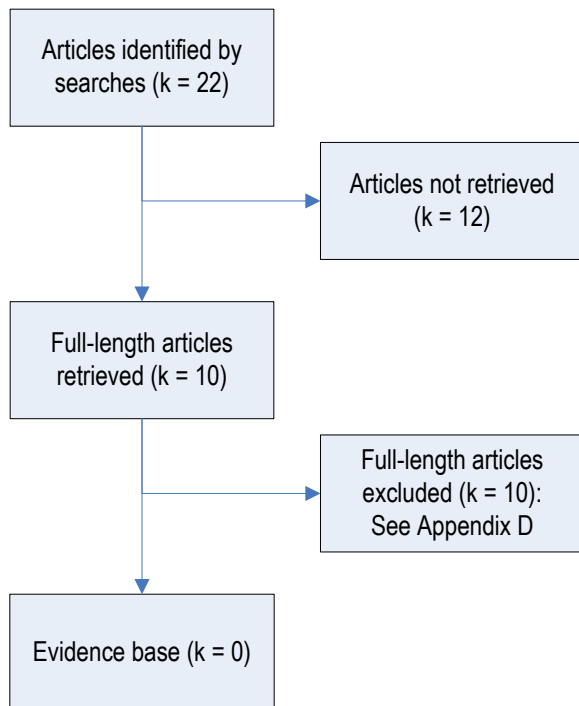 Articles identified by
searches (k = 22)
Articles not retrieved
(k = 12)
Full-length articles
retrieved (k = 10)
Full-length articles
excluded (k = 10):
See Appendix D
Evidence base (k = 0)